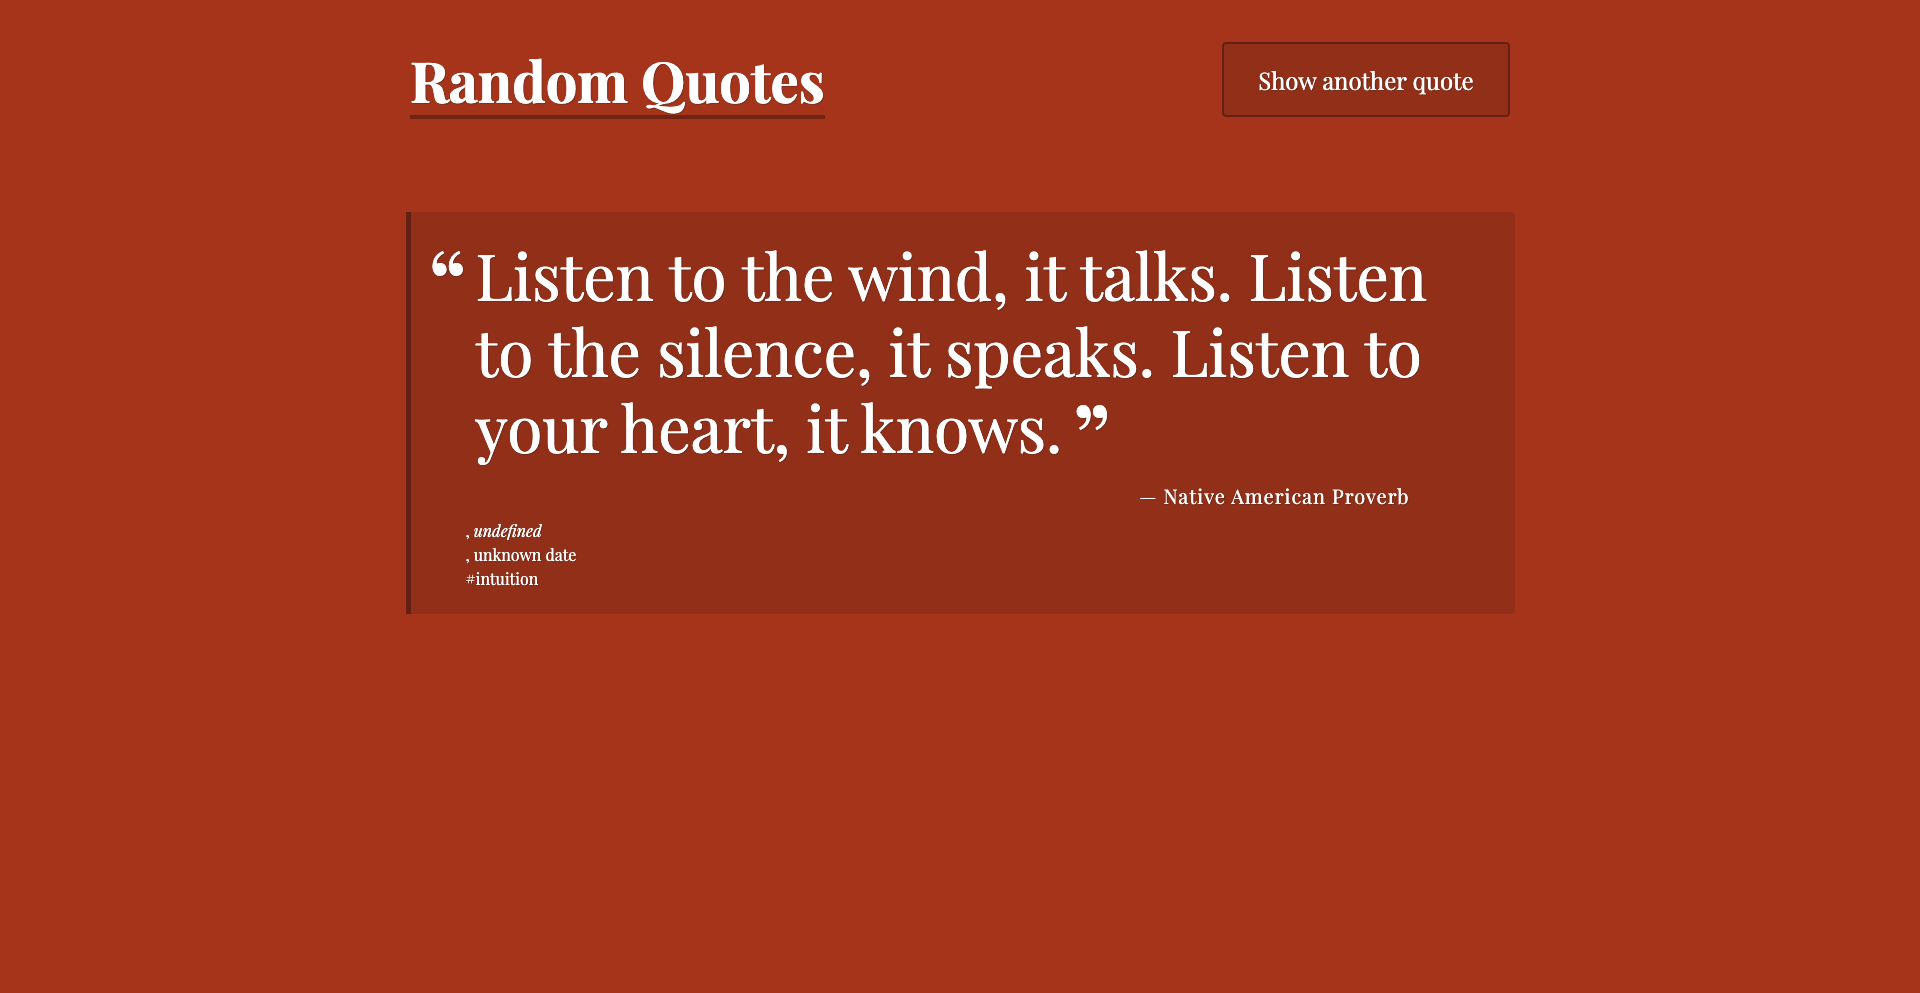 Random Quotes
Show another quote
“ Listen to the wind, it talks. Listen
to the silence, it speaks. Listen to
your heart, it knows. ”
— Native American Proverb
, undefined
, unknown date
#intuition